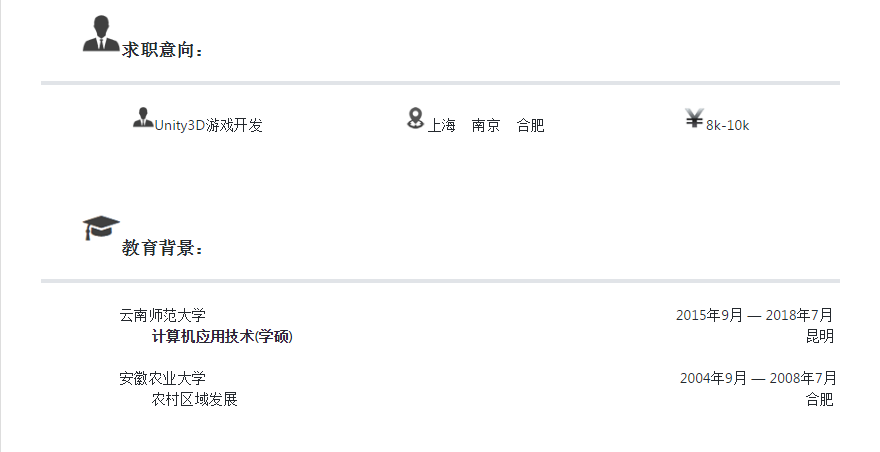 求职意向：
Unity3D游戏开发 上海 南京 合肥 8k-10k
教育背景：
云南师范大学 2015年9月 — 2018年7月
计算机应用技术(学硕) 昆明
安徽农业大学 2004年9月 — 2008年7月
农村区域发展 合肥